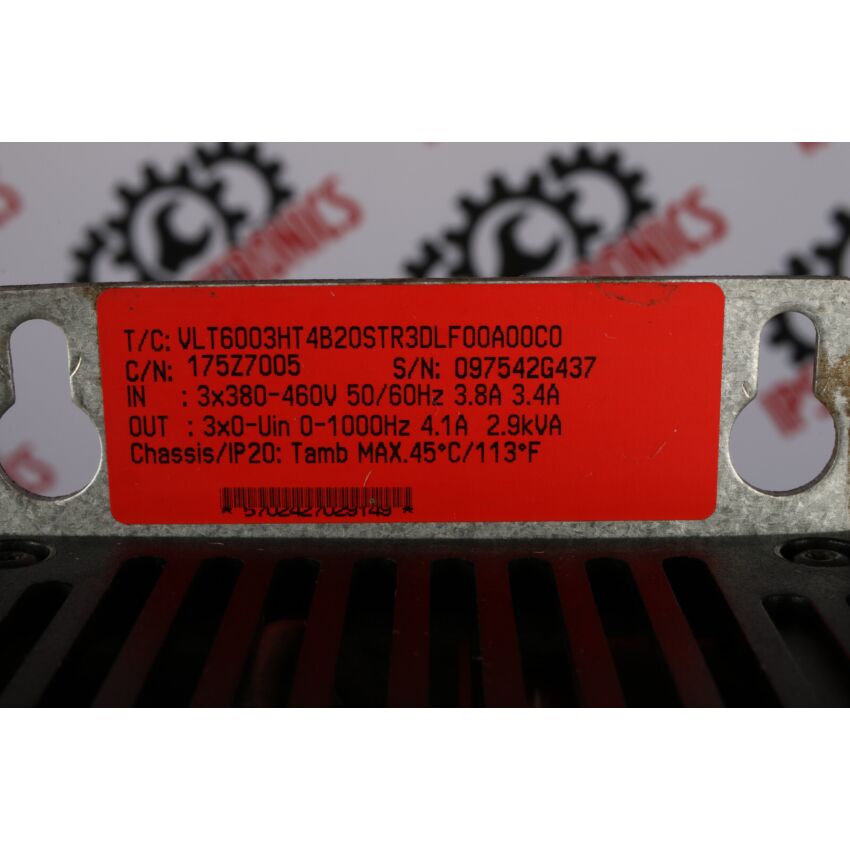 T/C: VLT6003HT4B20STR3DLF00A00C0
C/N: 175Z7005 S/N: 097542G437
IN : 3x380-460V 50/60Hz 3.8A 3.4A
OUT : 3x0-Uin 0-1000Hz 4.1A 2.9kVA
Chassis/IP20: Tamb MAX.45°C/113°F